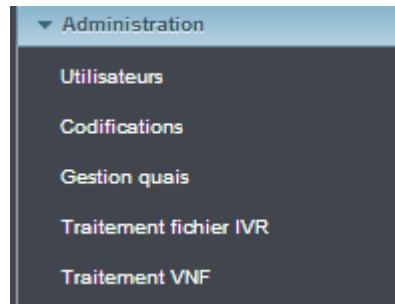 Administration
Utilisateurs
Codifications
Gestion quais
Traitement fichier IVR
Traitement VNF